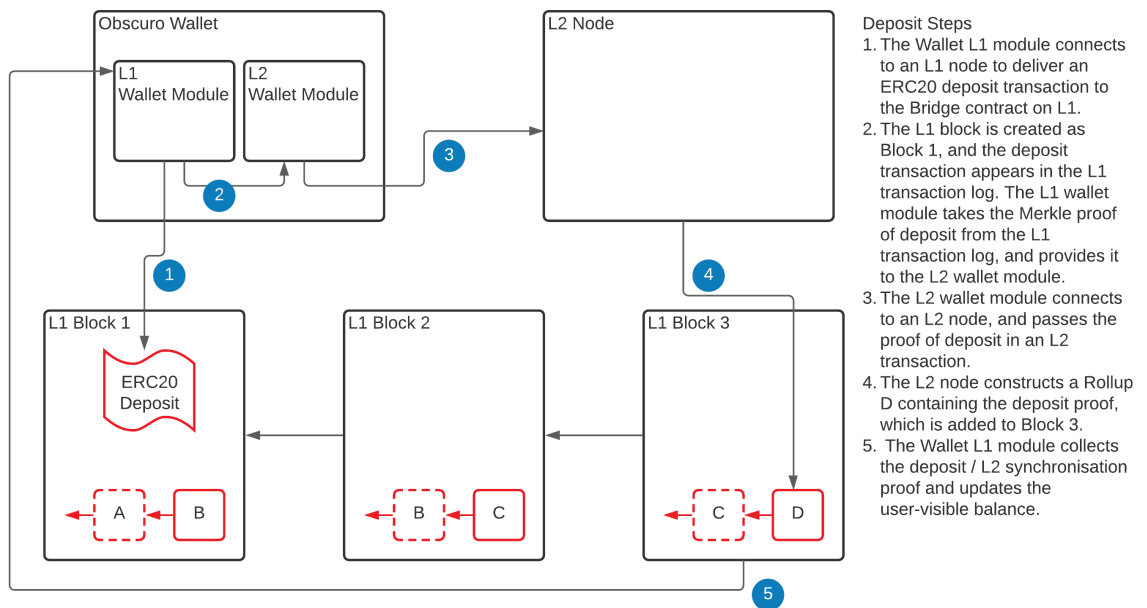 Obscuro Wallet
L1
Wallet Module
L2
Wallet Module
L2 Node
3
2
1
4
L1 Block 1
ERC20
Deposit
A
B
L1 Block 2
B
C
L1 Block 3
C
D
5
Deposit Steps
1. The Wallet L1 module connects
to an L1 node to deliver an
ERC20 deposit transaction to
the Bridge contract on L1.
2. The L1 block is created as
Block 1, and the deposit
transaction appears in the L1
transaction log. The L1 wallet
module takes the Merkle proof
of deposit from the L1
transaction log, and provides it
to the L2 wallet module.
3. The L2 wallet module connects
to an L2 node, and passes the
proof of deposit in an L2
transaction.
4. The L2 node constructs a Rollup
D containing the deposit proof,
which is added to Block 3.
5. The Wallet L1 module collects
the deposit / L2 synchronisation
proof and updates the
user-visible balance.